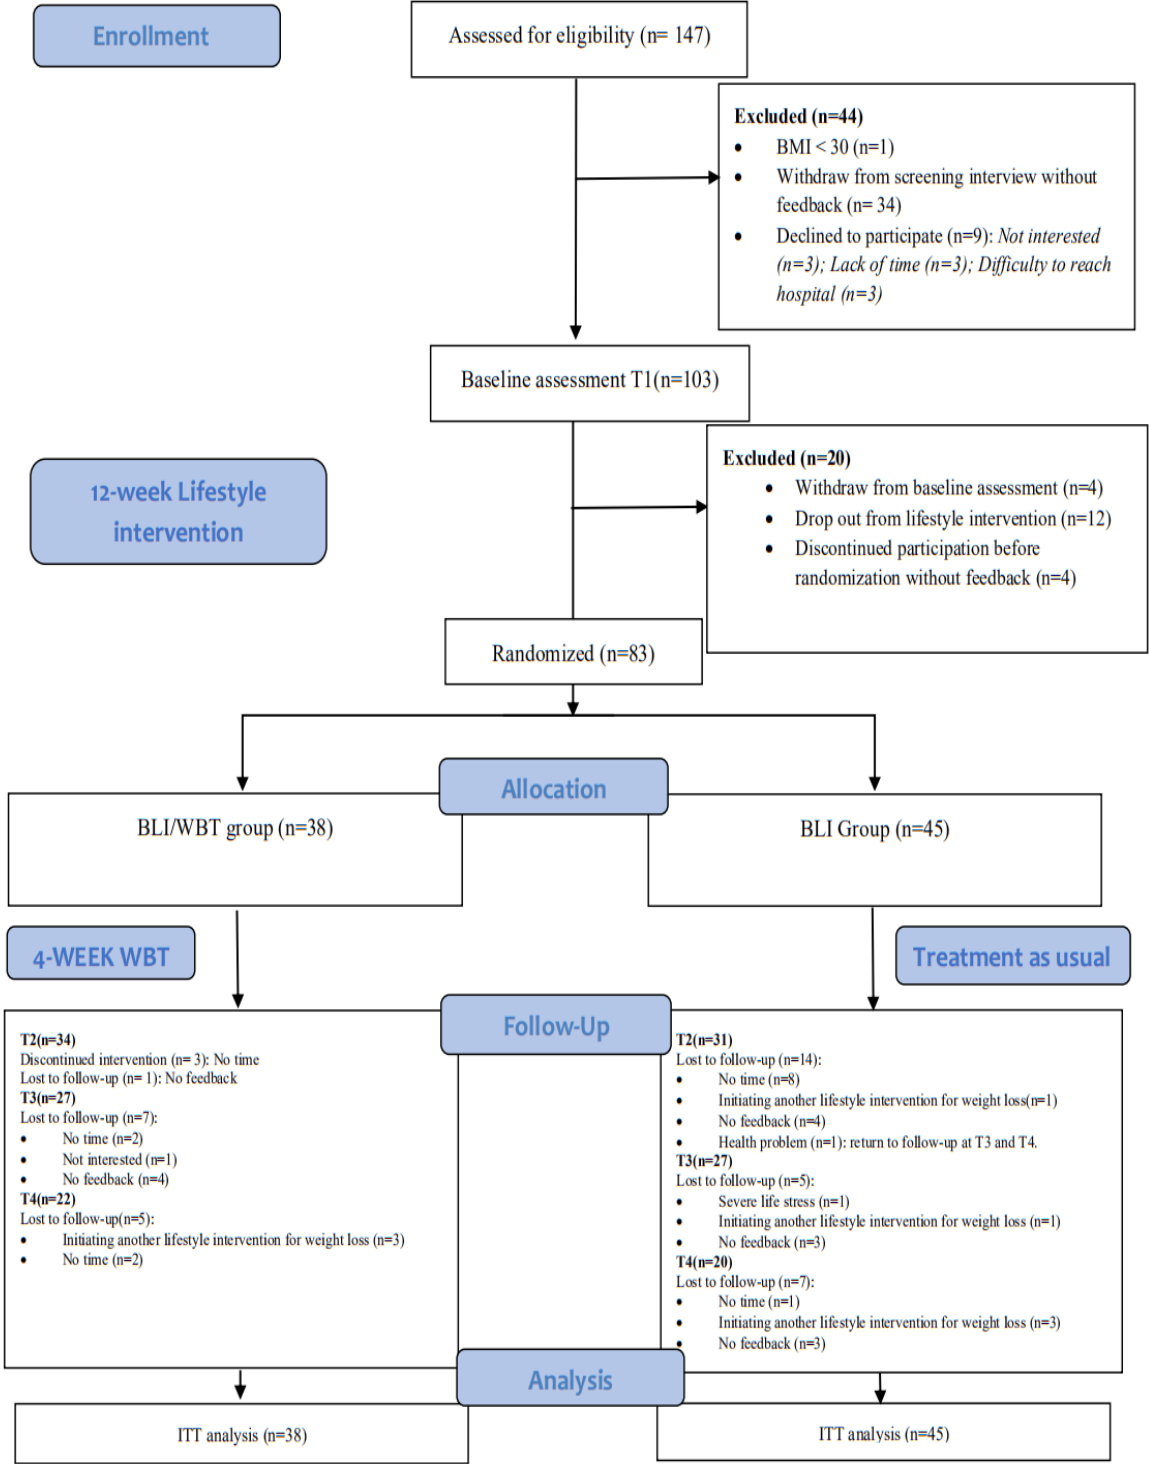 Enrollment
Assessed for eligibility (n= 147)
Excluded (n=44)
• BMI < 30 (n=1)
• Withdraw from screening interview without
feedback (n= 34)
• Declined to participate (n=9): Not interested
(n=3); Lack of time (n=3); Difficulty to reach
hospital (n=3)
Baseline assessment T1(n=103)
12-week Lifestyle
intervention
Excluded (n=20)
• Withdraw from baseline assessment (n=4)
• Drop out from lifestyle intervention (n=12)
• Discontinued participation before
randomization without feedback (n=4)
Randomized (n=83)
Allocation
BLI/WBT group (n=38)
BLI Group (n=45)
4-WEEK WBT
Treatment as usual
Follow-Up
T2(n=34)
Discontinued intervention (n= 3): No time
Lost to follow-up (n= 1): No feedback
T3(n=27)
Lost to follow-up (n=7):
• No time (n=2)
• Not interested (n=1)
• No feedback (n=4)
T4(n=22)
Lost to follow-up(n=5):
• Initiating another lifestyle intervention for weight loss (n=3)
• No time (n=2)
T2(n=31)
Lost to follow-up (n=14):
• No time (n=8)
• Initiating another lifestyle intervention for weight loss(n=1)
• No feedback (n=4)
• Health problem (n=1): return to follow-up at T3 and T4.
T3(n=27)
Lost to follow-up (n=5):
• Severe life stress (n=1)
• Initiating another lifestyle intervention for weight loss (n=1)
• No feedback (n=3)
T4(n=20)
Lost to follow-up (n=7):
• No time (n=1)
• Initiating another lifestyle intervention for weight loss (n=3)
• No feedback (n=3)
Analysis
ITT analysis (n=38)
ITT analysis (n=45)